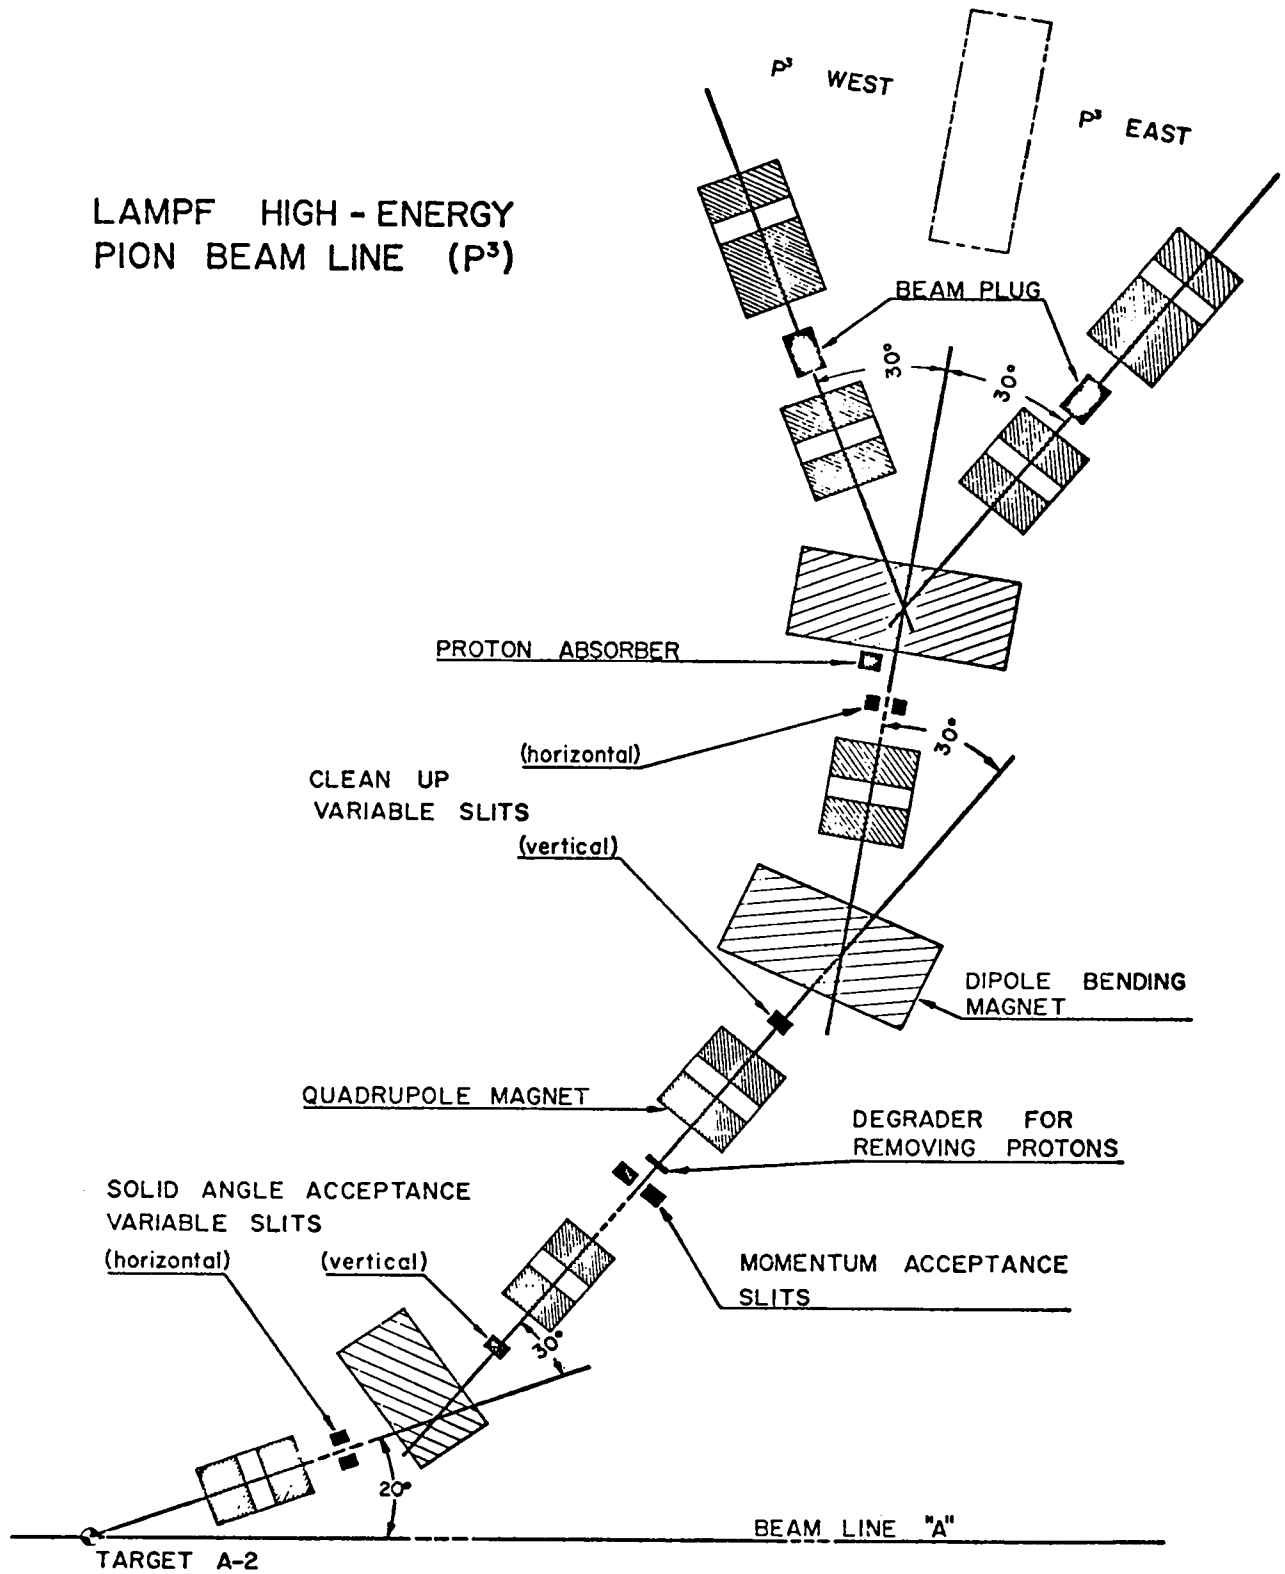 P³ WEST
P³ EAST
LAMPF HIGH-ENERGY
PION BEAM LINE (P³)
BEAM PLUG
30°
30°
PROTON ABSORBER
30°
(horizontal)
CLEAN UP
VARIABLE SLITS
(vertical)
DIPOLE BENDING
MAGNET
QUADRUPOLE MAGNET
DEGRADER FOR
REMOVING PROTONS
SOLID ANGLE ACCEPTANCE
VARIABLE SLITS
(horizontal)
(vertical)
MOMENTUM ACCEPTANCE
SLITS
30°
20°
BEAM LINE "A"
TARGET A-2